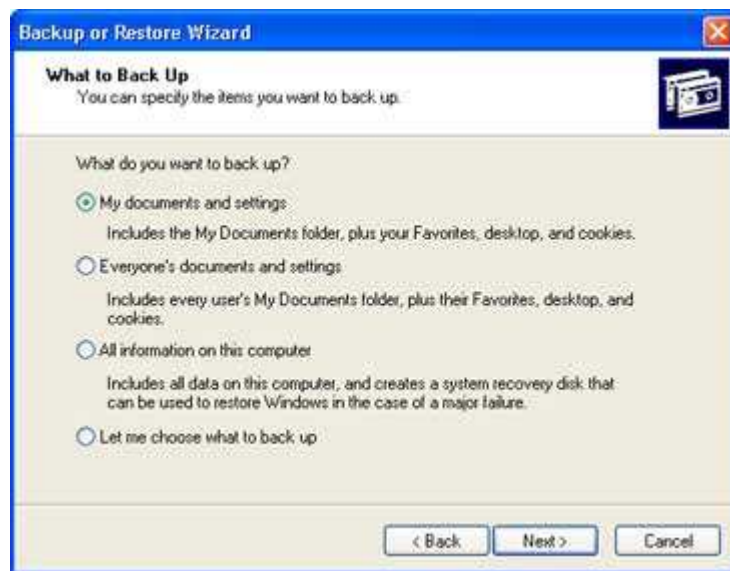 Backup or Restore Wizard
What to Back Up
You can specify the items you want to back up.
What do you want to back up?
My documents and settings
Includes the My Documents folder, plus your Favorites, desktop, and cookies.
Everyone's documents and settings
Includes every user's My Documents folder, plus their Favorites, desktop, and
cookies.
All information on this computer
Includes all data on this computer, and creates a system recovery disk that
can be used to restore Windows in the case of a major failure.
Let me choose what to back up
< Back Next > Cancel